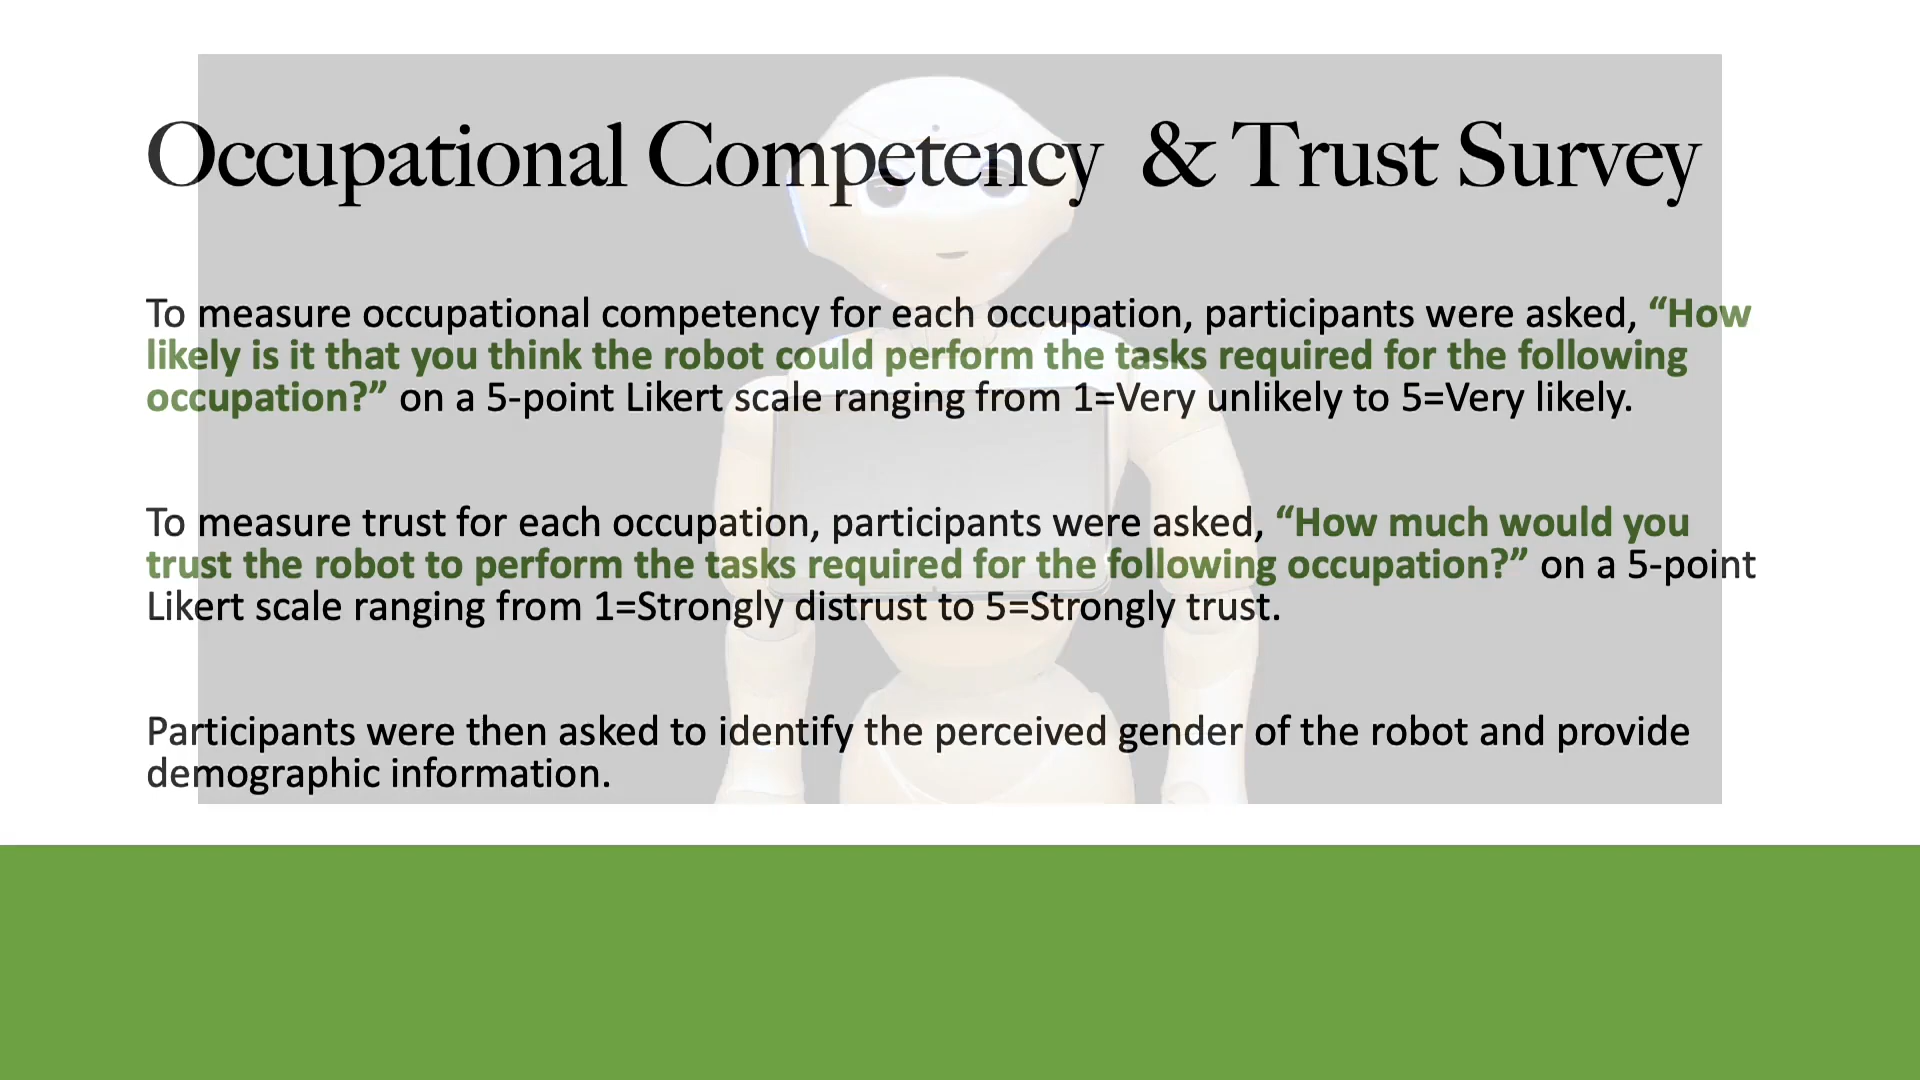 Occupational Competency & Trust Survey
To measure occupational competency for each occupation, participants were asked, “How
likely is it that you think the robot could perform the tasks required for the following
occupation?” on a 5-point Likert scale ranging from 1=Very unlikely to 5=Very likely.
To measure trust for each occupation, participants were asked, “How much would you
trust the robot to perform the tasks required for the following occupation?” on a 5-point
Likert scale ranging from 1=Strongly distrust to 5=Strongly trust.
Participants were then asked to identify the perceived gender of the robot and provide
demographic information.